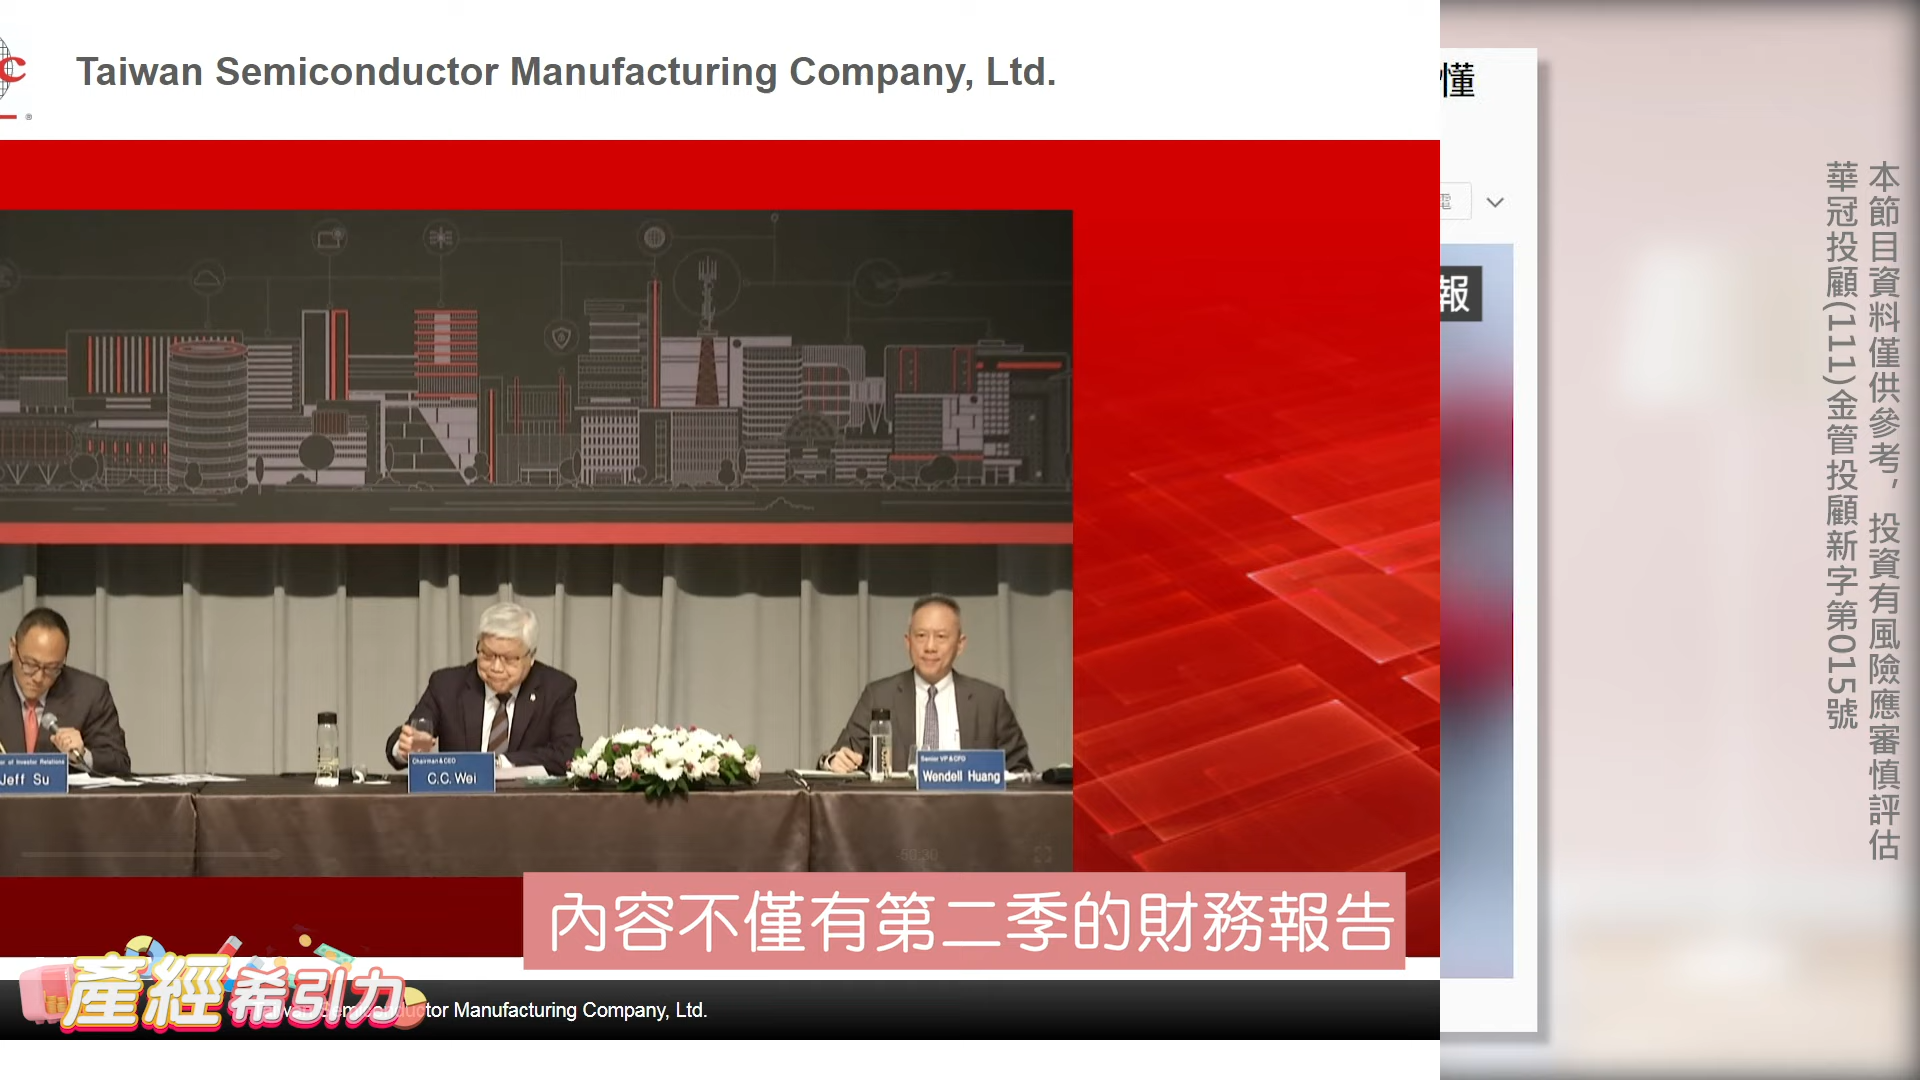 Taiwan Semiconductor Manufacturing Company, Ltd.
懂
電
報
Jeff Su
Chairman & CEO
C.C. Wei
Senior VP & CFO
Wendell Huang
內容不僅有第二季的財務報告
產經希引力
Manufacturing Company, Ltd.
本節目資料僅供參考，投資有風險應審慎評估
華冠投顧(111)金管投顧新字第015號